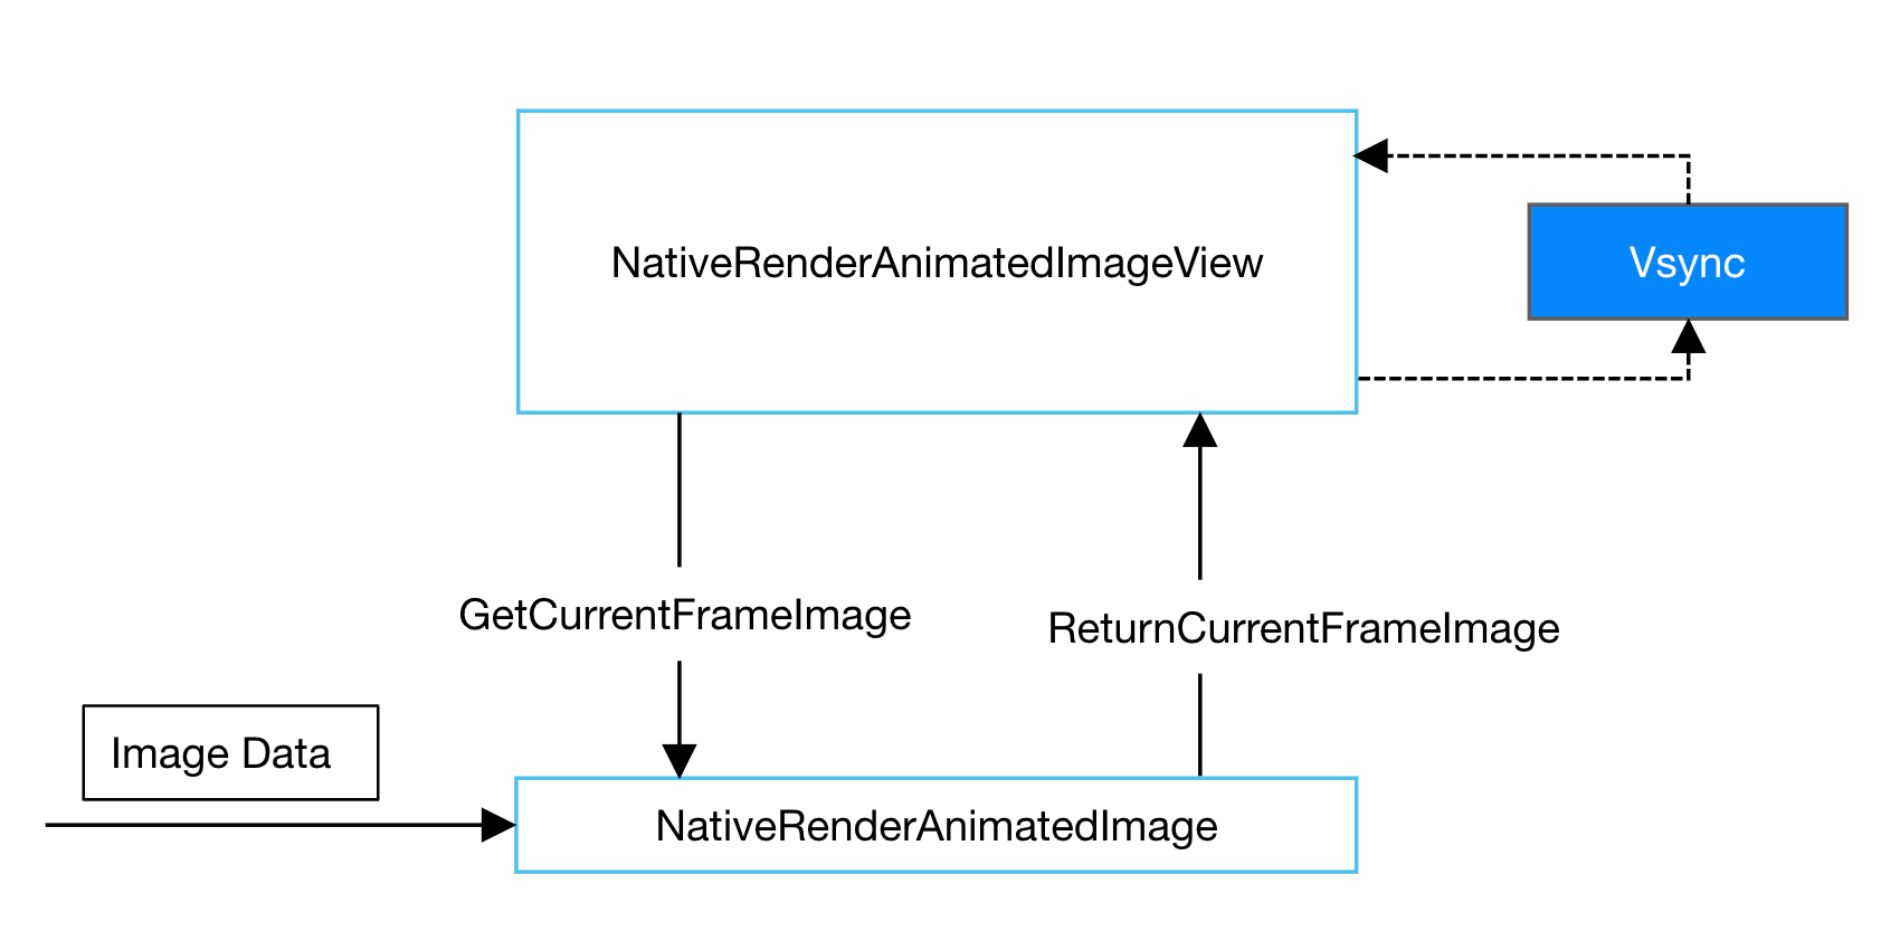 NativeRenderAnimatedImageView
Vsync
GetCurrentFrameImage
ReturnCurrentFrameImage
Image Data
NativeRenderAnimatedImage